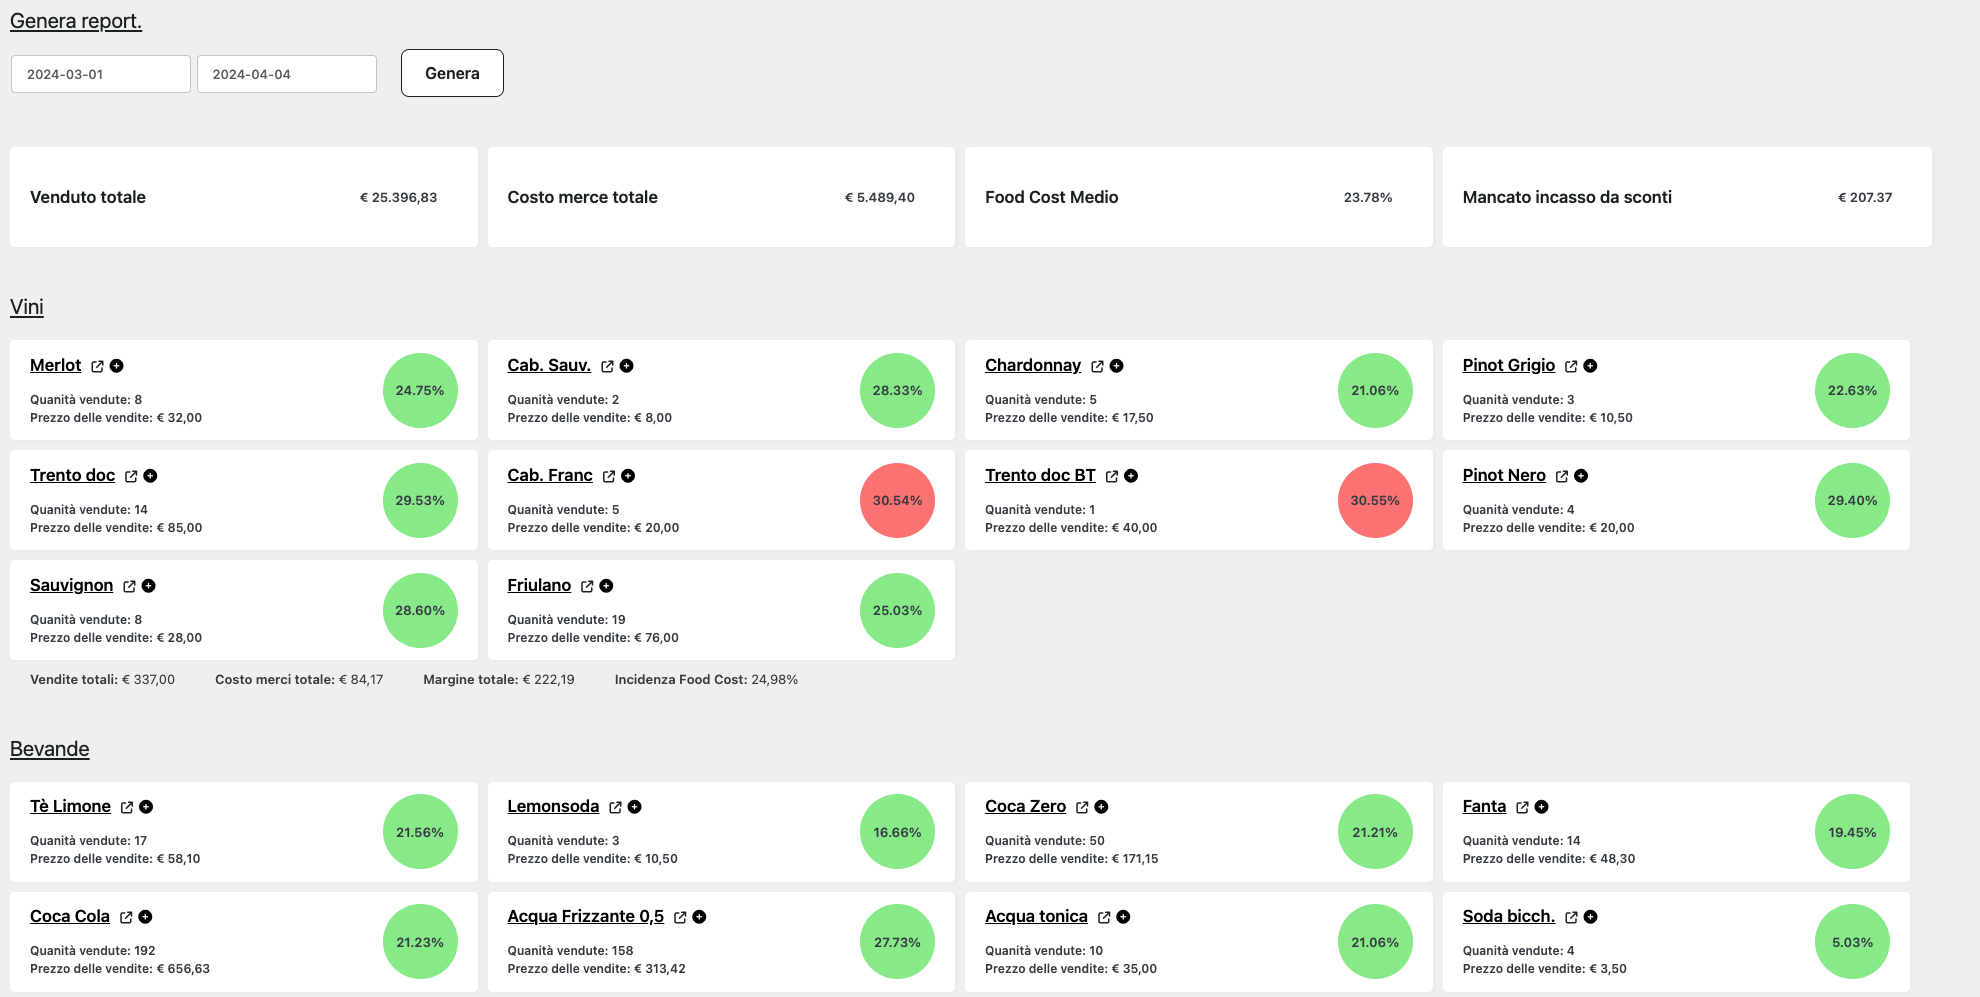 Genera report.
2024-03-01
2024-04-04
Genera
Venduto totale
€ 25.396,83
Costo merce totale
€ 5.489,40
Food Cost Medio
23.78%
Mancato incasso da sconti
€ 207.37
Vini
Merlot
Quanità vendute: 8
Prezzo delle vendite: € 32,00
24.75%
Cab. Sauv.
Quanità vendute: 2
Prezzo delle vendite: € 8,00
28.33%
Chardonnay
Quanità vendute: 5
Prezzo delle vendite: € 17,50
21.06%
Pinot Grigio
Quanità vendute: 3
Prezzo delle vendite: € 10,50
22.63%
Trento doc
Quanità vendute: 14
Prezzo delle vendite: € 85,00
29.53%
Cab. Franc
Quanità vendute: 5
Prezzo delle vendite: € 20,00
30.54%
Trento doc BT
Quanità vendute: 1
Prezzo delle vendite: € 40,00
30.55%
Pinot Nero
Quanità vendute: 4
Prezzo delle vendite: € 20,00
29.40%
Sauvignon
Quanità vendute: 8
Prezzo delle vendite: € 28,00
28.60%
Friulano
Quanità vendute: 19
Prezzo delle vendite: € 76,00
25.03%
Vendite totali: € 337,00
Costo merci totale: € 84,17
Margine totale: € 222,19
Incidenza Food Cost: 24,98%
Bevande
Tè Limone
Quanità vendute: 17
Prezzo delle vendite: € 58,10
21.56%
Lemonsoda
Quanità vendute: 3
Prezzo delle vendite: € 10,50
16.66%
Coca Zero
Quanità vendute: 50
Prezzo delle vendite: € 171,15
21.21%
Fanta
Quanità vendute: 14
Prezzo delle vendite: € 48,30
19.45%
Coca Cola
Quanità vendute: 192
Prezzo delle vendite: € 656,63
21.23%
Acqua Frizzante 0,5
Quanità vendute: 158
Prezzo delle vendite: € 313,42
27.73%
Acqua tonica
Quanità vendute: 10
Prezzo delle vendite: € 35,00
21.06%
Soda bicch.
Quanità vendute: 4
Prezzo delle vendite: € 3,50
5.03%